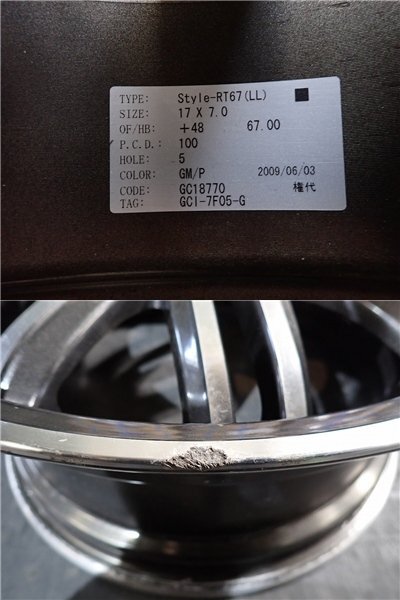 TYPE: Style-RT67(LL) ■
SIZE: 17 X 7.0
OF/HB: +48 67.00
P.C.D.: 100
HOLE: 5
COLOR: GM/P 2009/06/03
CODE: GC18770 権代
TAG: GCI-7F05-G